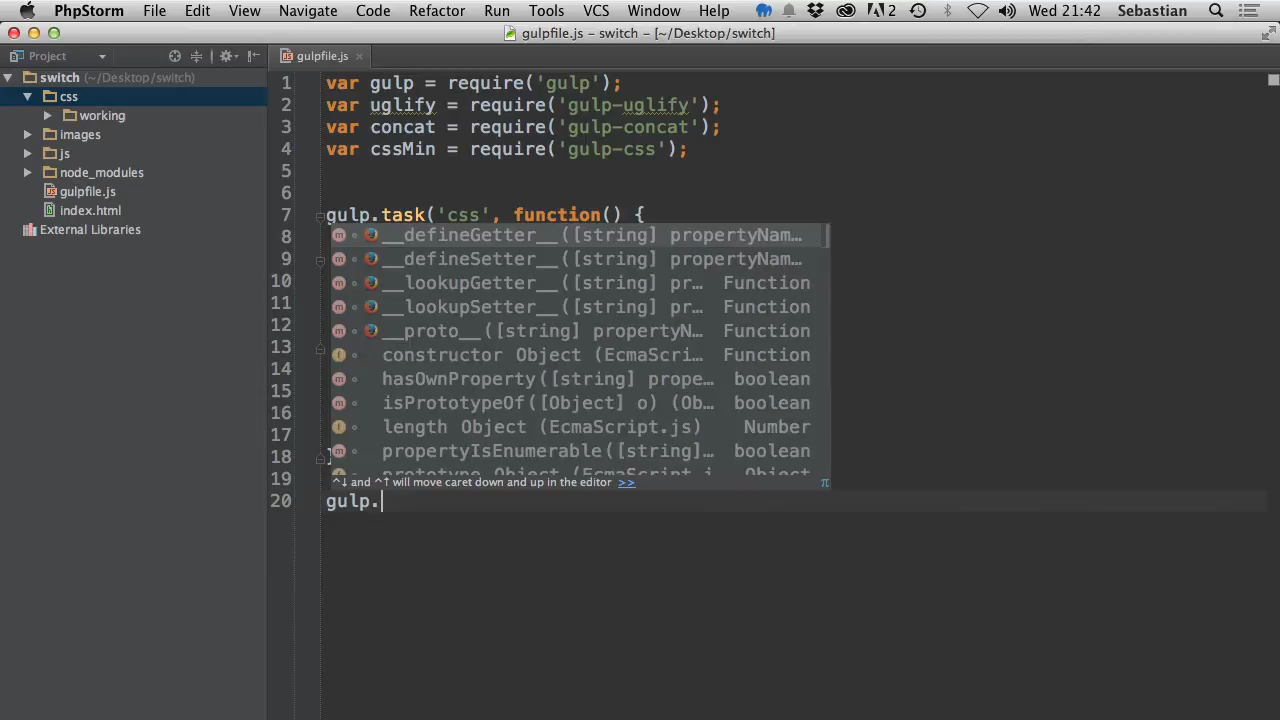 PhpStorm File Edit View Navigate Code Refactor Run Tools VCS Window Help 2 Wed 21:42 Sebastian
gulpfile.js – switch – [~/Desktop/switch]
Project
gulpfile.js
switch (~/Desktop/switch)
css
working
images
js
node_modules
gulpfile.js
index.html
External Libraries
1 var gulp = require('gulp');
2 var uglify = require('gulp-uglify');
3 var concat = require('gulp-concat');
4 var cssMin = require('gulp-css');
5
6
7 gulp.task('css', function() {
8
9
10
11
12
13
14
15
16
17
18
19
20 gulp.
__defineGetter__([string] propertyNam…
__defineSetter__([string] propertyNam…
__lookupGetter__([string] pr… Function
__lookupSetter__([string] pr… Function
__proto__([string] propertyN… Function
constructor Object (EcmaScri… Function
hasOwnProperty([string] prope… boolean
isPrototypeOf([Object] o) (Ob… boolean
length Object (EcmaScript.js) Number
propertyIsEnumerable([string]… boolean
prototype Object (EcmaScript.j Object
^↓ and ^↑ will move caret down and up in the editor >> π